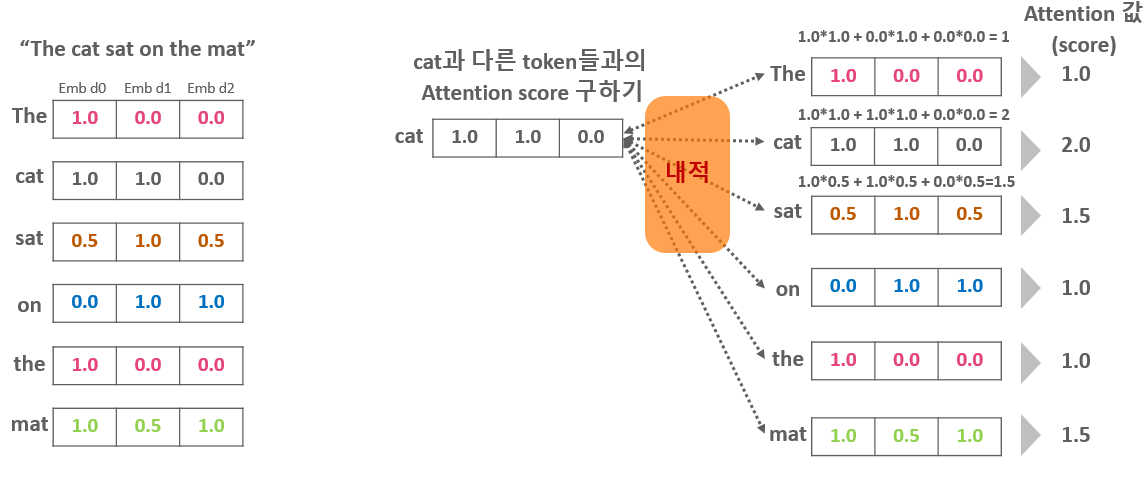 "The cat sat on the mat"
Emb d0 Emb d1 Emb d2
The 1.0 0.0 0.0
cat 1.0 1.0 0.0
sat 0.5 1.0 0.5
on 0.0 1.0 1.0
the 1.0 0.0 0.0
mat 1.0 0.5 1.0
cat과 다른 token들과의
Attention score 구하기
cat 1.0 1.0 0.0
내적
Attention 값
(score)
1.0*1.0 + 0.0*1.0 + 0.0*0.0 = 1
The 1.0 0.0 0.0 1.0
1.0*1.0 + 1.0*1.0 + 0.0*0.0 = 2
cat 1.0 1.0 0.0 2.0
1.0*0.5 + 1.0*0.5 + 0.0*0.5=1.5
sat 0.5 1.0 0.5 1.5
on 0.0 1.0 1.0 1.0
the 1.0 0.0 0.0 1.0
mat 1.0 0.5 1.0 1.5